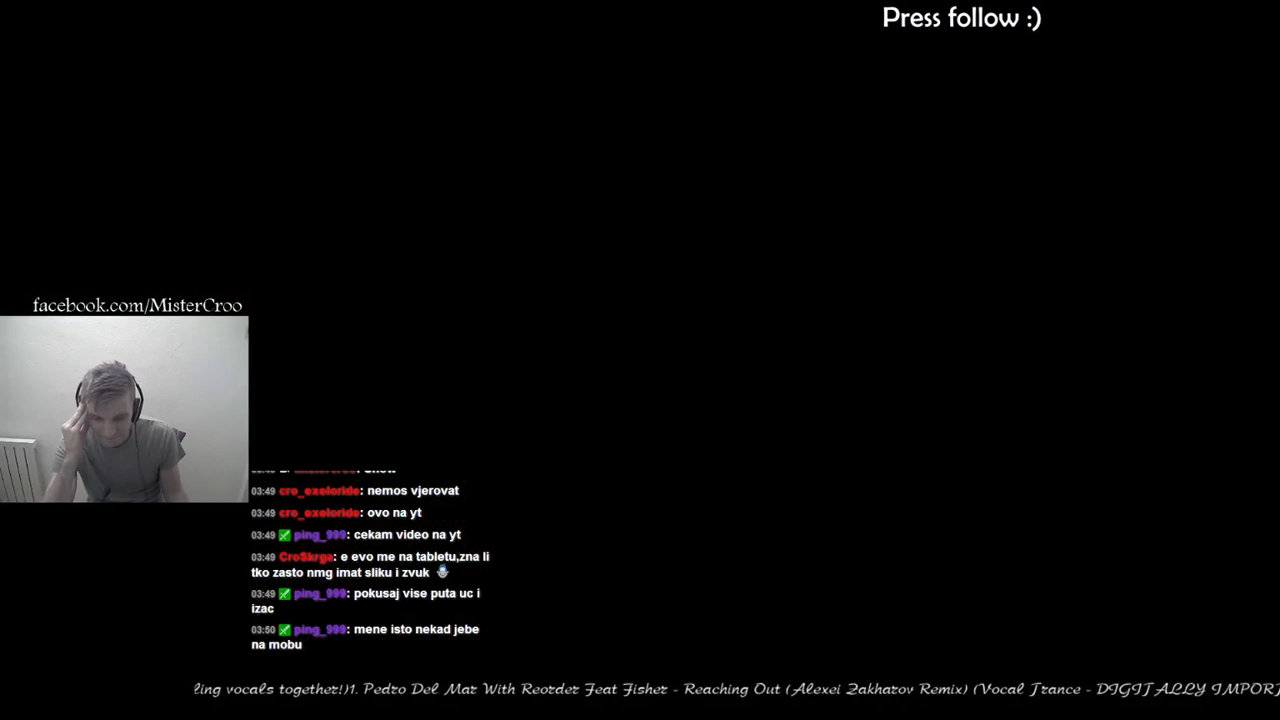 Press follow :)
facebook.com/MisterCroo
03:49 cro_exeloride: nemos vjerovat
03:49 cro_exeloride: ovo na yt
03:49 ping_999: cekam video na yt
03:49 CroSkrga: e evo me na tabletu,zna li
tko zasto nmg imat sliku i zvuk
03:49 ping_999: pokusaj vise puta uc i
izac
03:50 ping_999: mene isto nekad jebe
na mobu
ling vocals together!)1. Pedro Del Mar With Reorder Feat Fisher - Reaching Out (Alexei Zakharov Remix) (Vocal Trance - DIGITALLY IMPOR